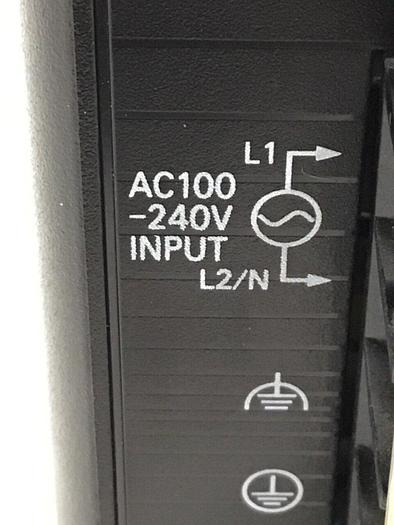 L1
AC100
-240V
INPUT
L2/N